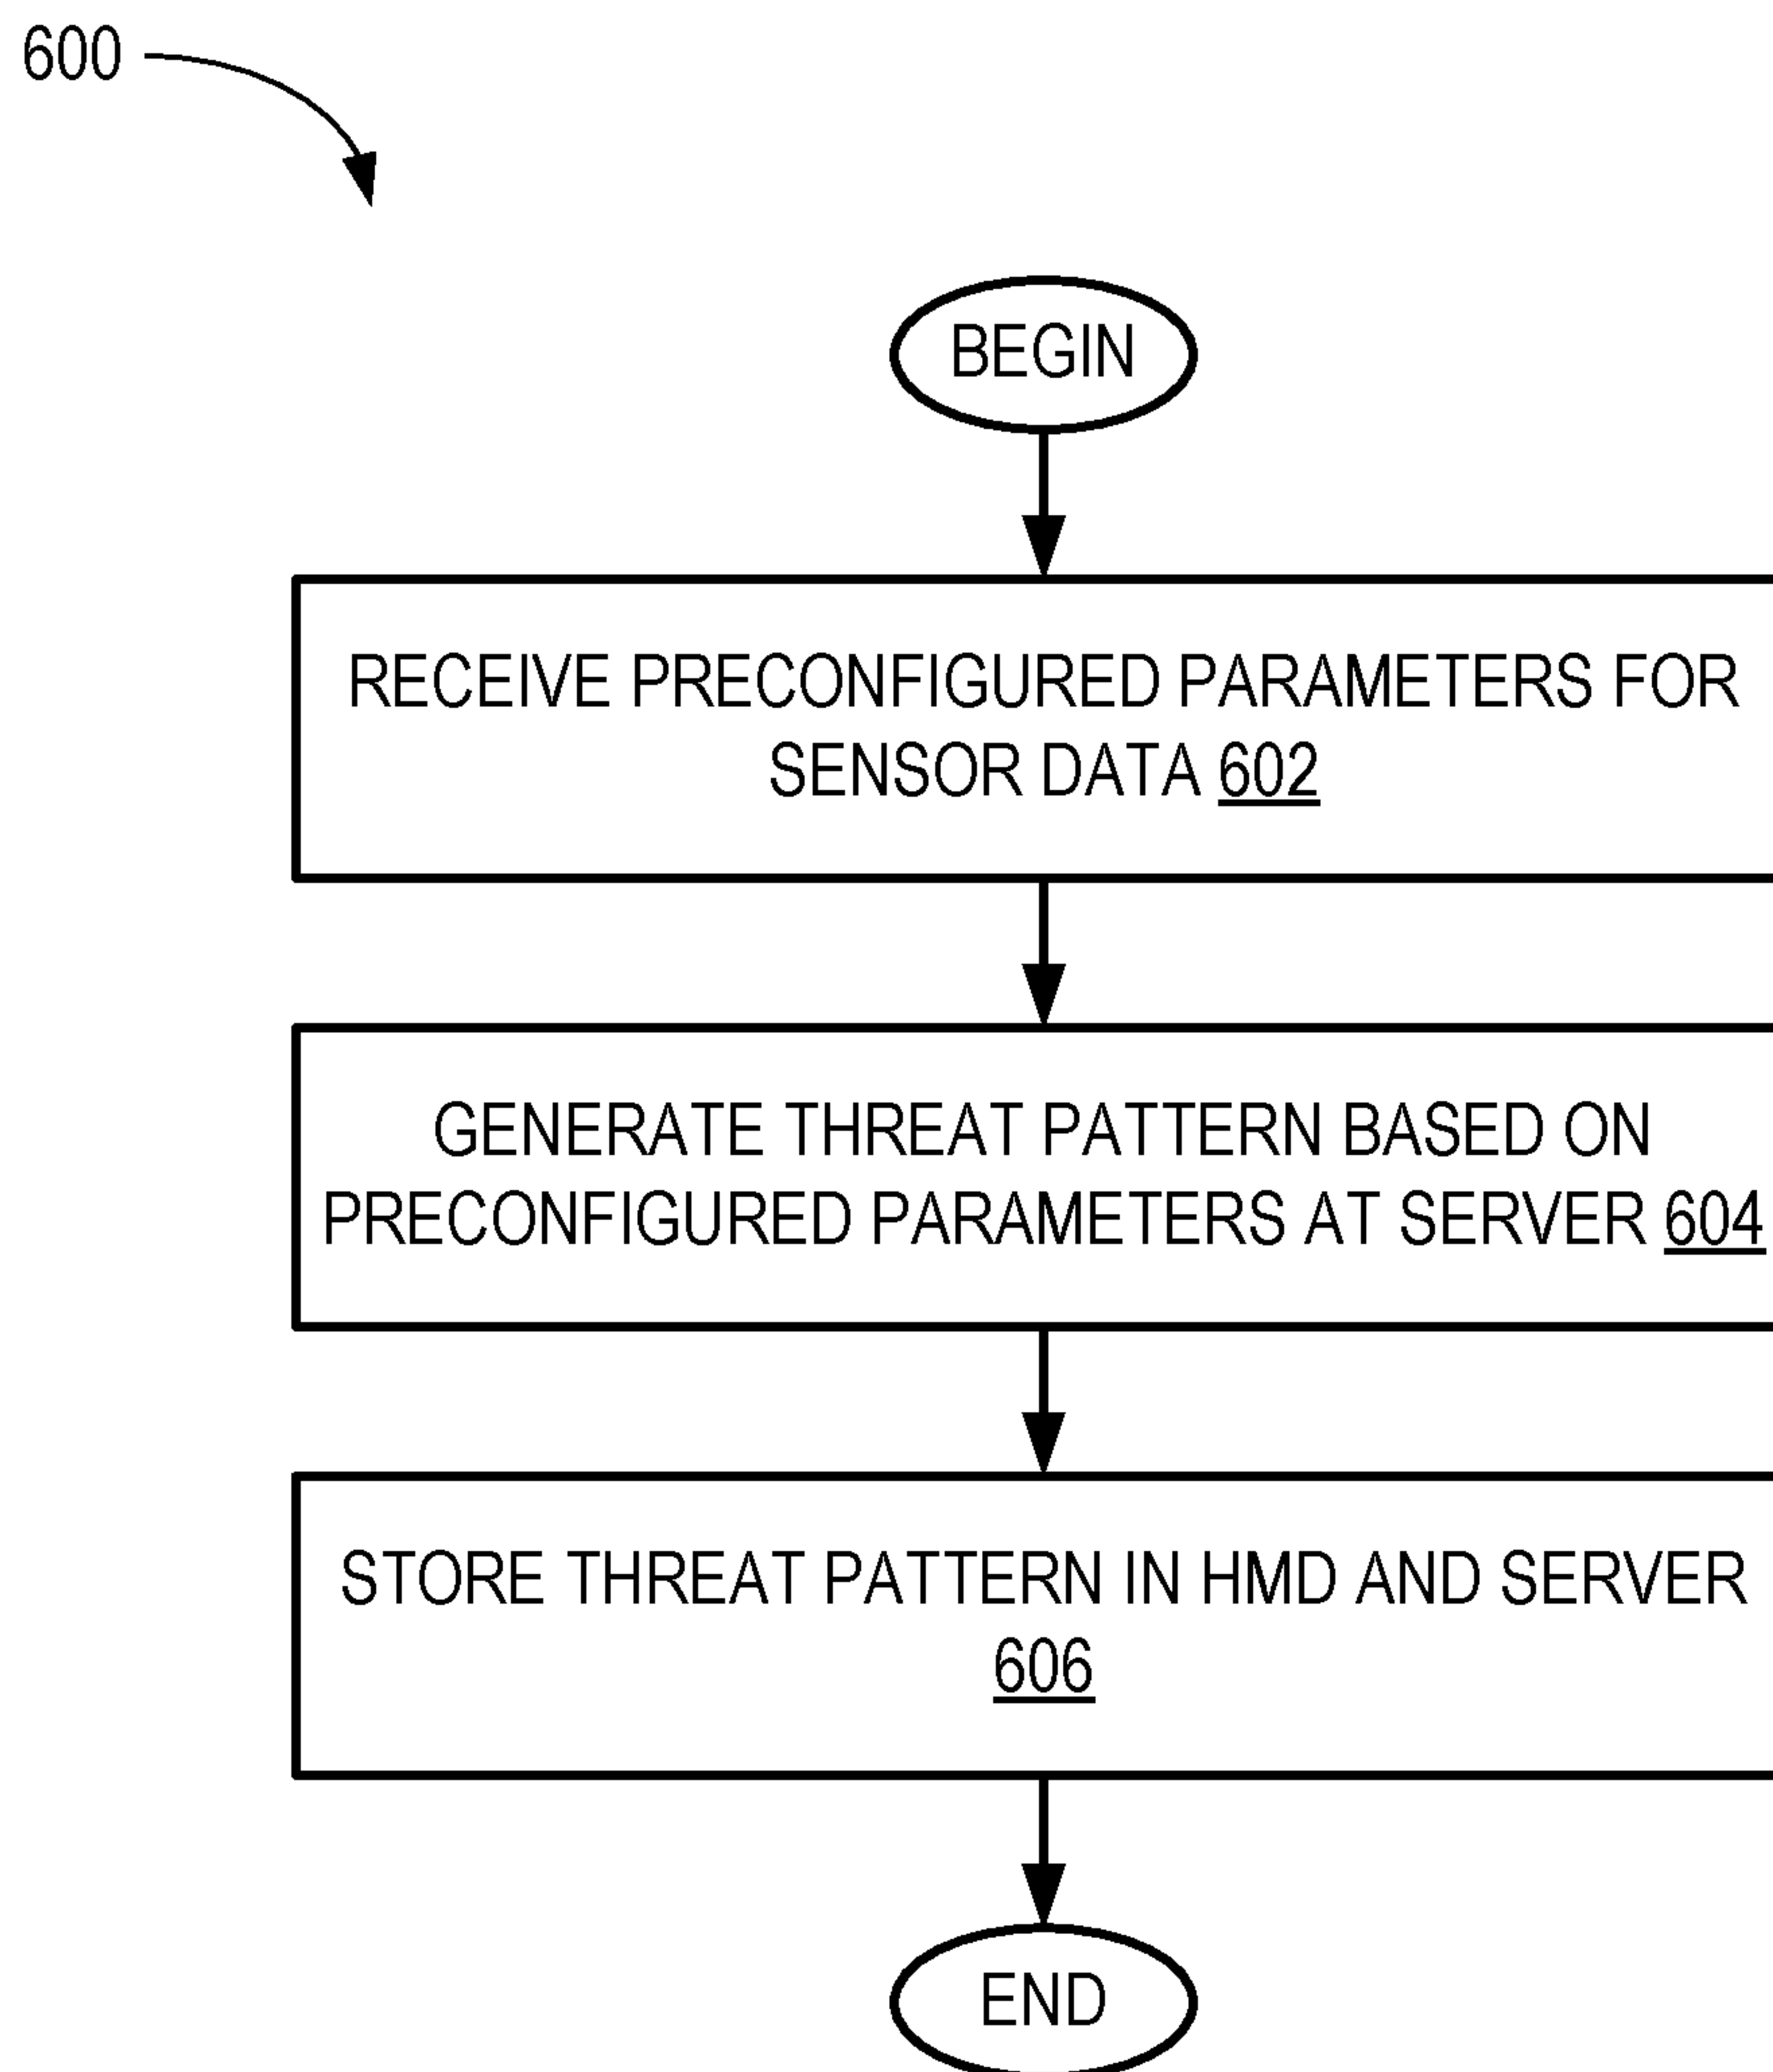 600
BEGIN
RECEIVE PRECONFIGURED PARAMETERS FOR
SENSOR DATA 602
GENERATE THREAT PATTERN BASED ON
PRECONFIGURED PARAMETERS AT SERVER 604
STORE THREAT PATTERN IN HMD AND SERVER
606
END